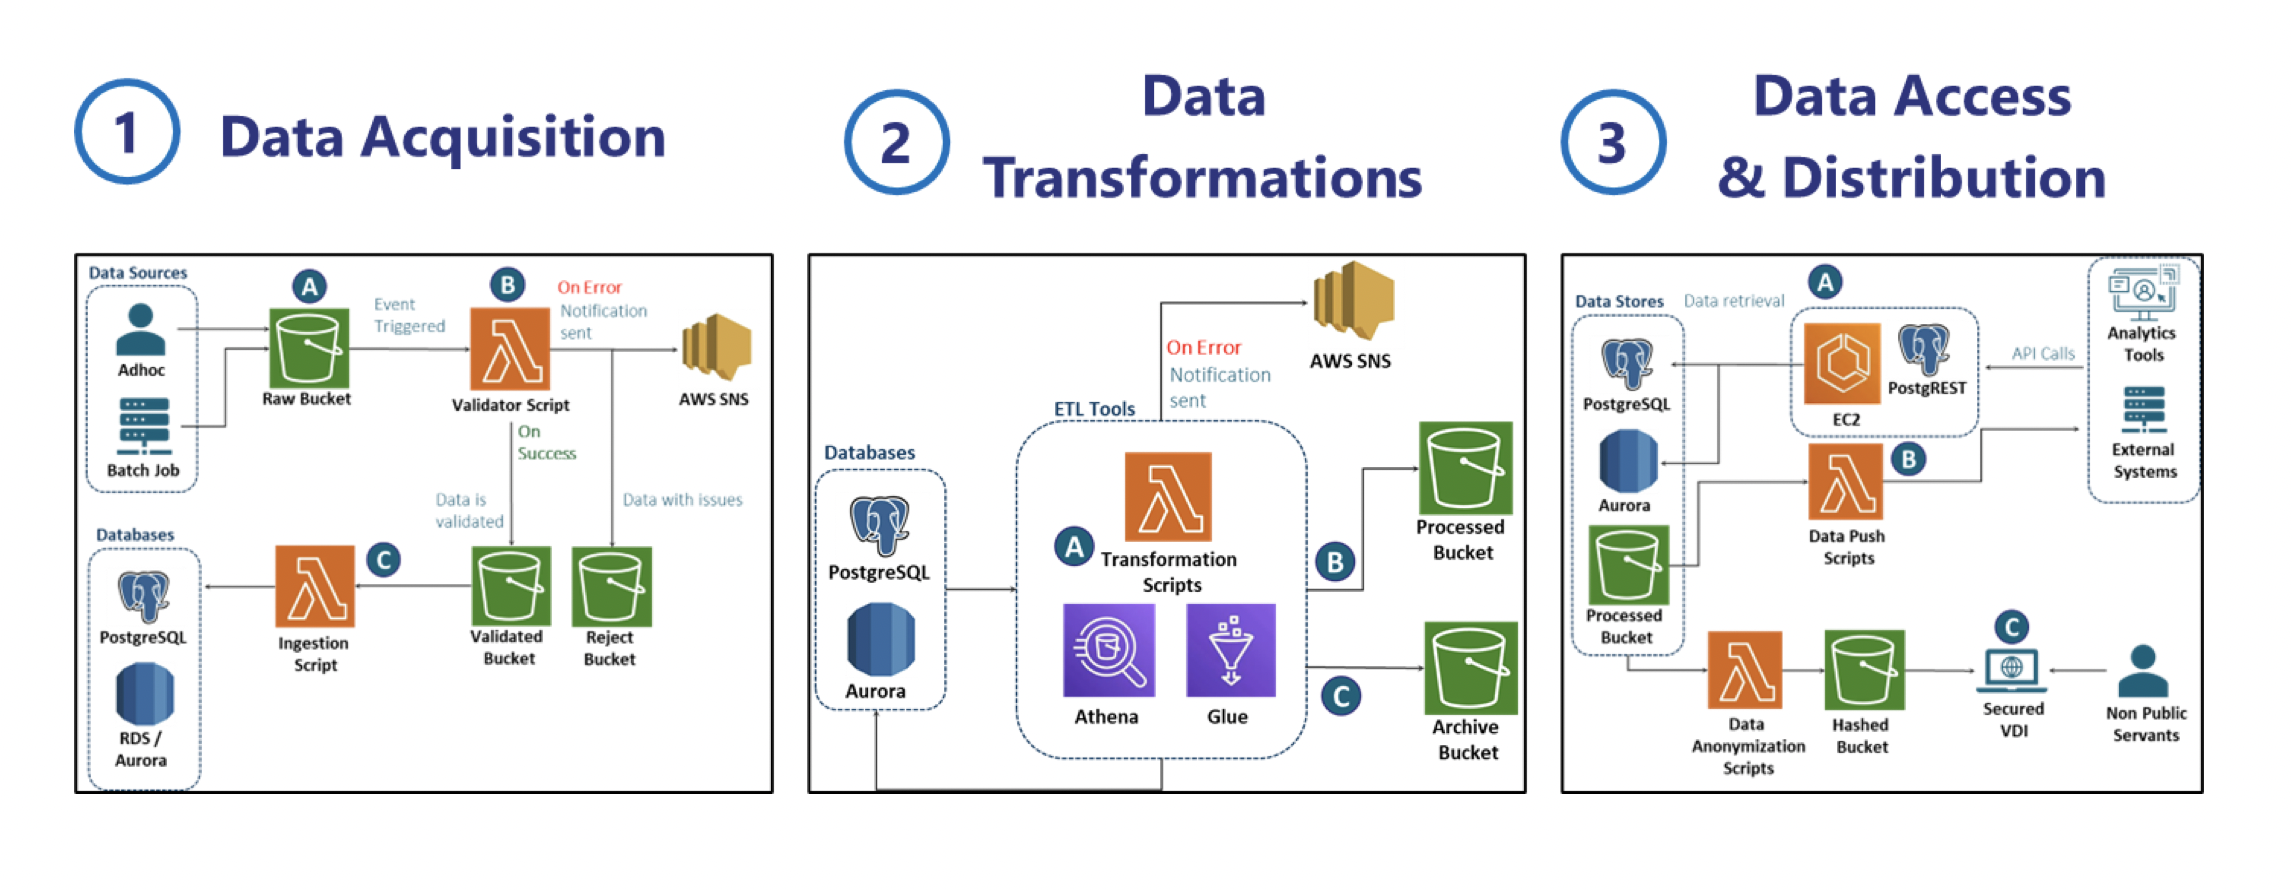 1
Data Acquisition
Data Sources
Adhoc
Batch Job
A
Raw Bucket
Event
Triggered
B
Validator Script
On Error
Notification
sent
AWS SNS
On
Success
Data is
validated
Data with issues
Databases
PostgreSQL
RDS /
Aurora
Ingestion
Script
C
Validated
Bucket
Reject
Bucket
2
Data
Transformations
AWS SNS
On Error
Notification
sent
ETL Tools
Databases
PostgreSQL
Aurora
A
Transformation
Scripts
Athena
Glue
B
Processed
Bucket
C
Archive
Bucket
3
Data Access
& Distribution
Data Stores
Data retrieval
A
PostgreSQL
Aurora
Processed
Bucket
EC2
PostgREST
API Calls
Analytics
Tools
External
Systems
B
Data Push
Scripts
Data
Anonymization
Scripts
Hashed
Bucket
C
Secured
VDI
Non Public
Servants